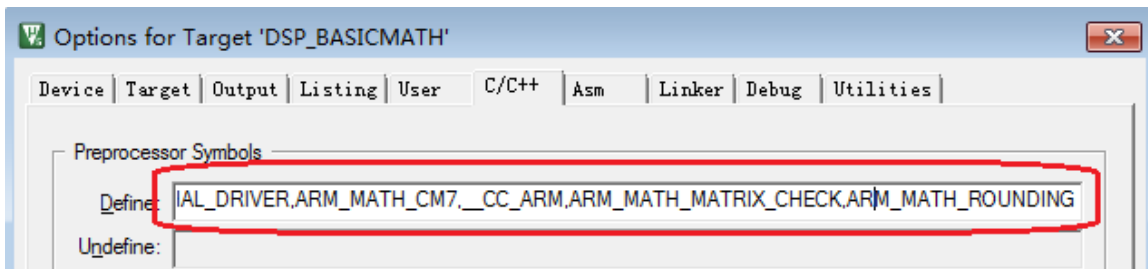 Options for Target 'DSP_BASICMATH'
Device Target Output Listing User C/C++ Asm Linker Debug Utilities
Preprocessor Symbols
Define: IAL_DRIVER,ARM_MATH_CM7,__CC_ARM,ARM_MATH_MATRIX_CHECK,ARM_MATH_ROUNDING
Undefine: